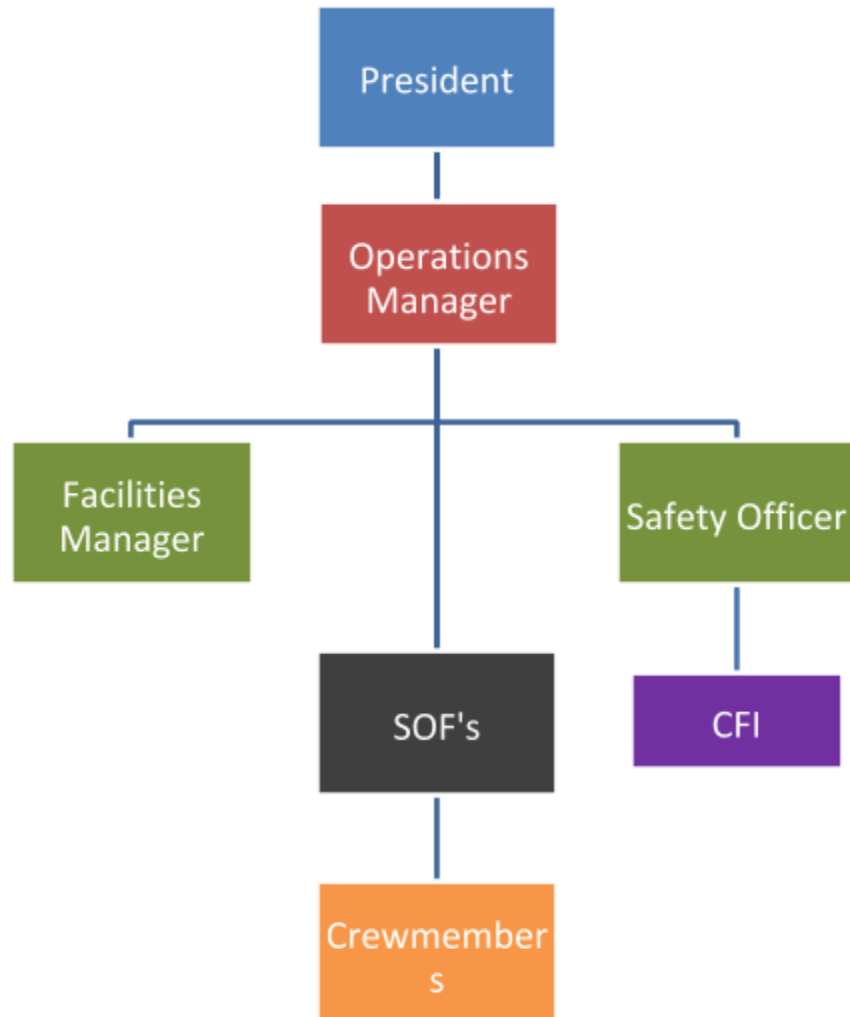 President
Operations
Manager
Facilities
Manager
Safety Officer
SOF's
CFI
Crewmember
s